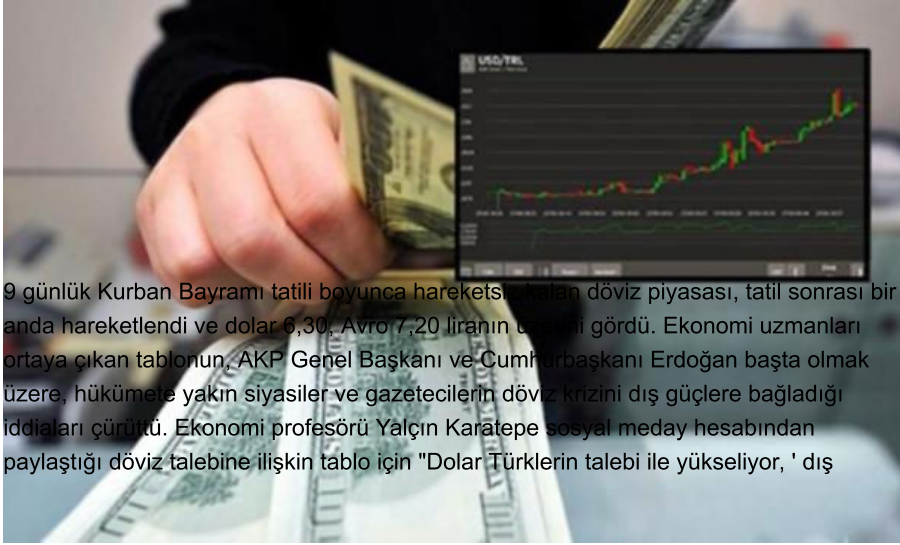 USD/TRL
9 günlük Kurban Bayramı tatili boyunca hareketsiz kalan döviz piyasası, tatil sonrası bir
anda hareketlendi ve dolar 6,30, Avro 7,20 liranın üzerini gördü. Ekonomi uzmanları
ortaya çıkan tablonun, AKP Genel Başkanı ve Cumhurbaşkanı Erdoğan başta olmak
üzere, hükümete yakın siyasiler ve gazetecilerin döviz krizini dış güçlere bağladığı
iddiaları çürüttü. Ekonomi profesörü Yalçın Karatepe sosyal meday hesabından
paylaştığı döviz talebine ilişkin tablo için "Dolar Türklerin talebi ile yükseliyor, ' dış